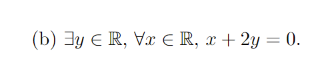 (b) ∃y ∈ ℝ, ∀x ∈ ℝ, x + 2y = 0.